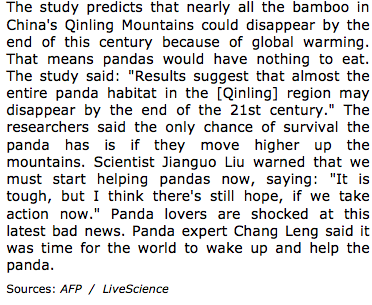 The study predicts that nearly all the bamboo in
China's Qinling Mountains could disappear by the
end of this century because of global warming.
That means pandas would have nothing to eat.
The study said: "Results suggest that almost the
entire panda habitat in the [Qinling] region may
disappear by the end of the 21st century." The
researchers said the only chance of survival the
panda has is if they move higher up the
mountains. Scientist Jianguo Liu warned that we
must start helping pandas now, saying: "It is
tough, but I think there's still hope, if we take
action now." Panda lovers are shocked at this
latest bad news. Panda expert Chang Leng said it
was time for the world to wake up and help the
panda.
Sources: AFP / LiveScience